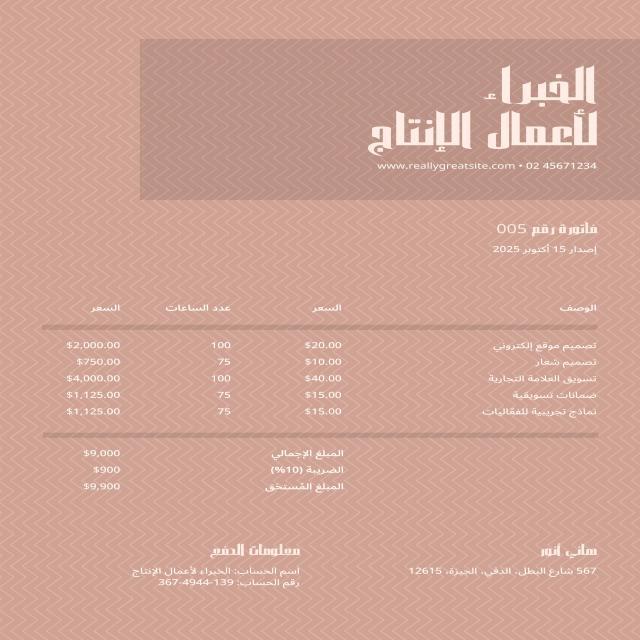 الخبراء
لأعمال الإنتاج
www.reallygreatsite.com • 02 45671234
فاتورة رقم 005
إصدار 15 أكتوبر 2025
الوصف السعر عدد الساعات السعر
تصميم موقع إلكتروني $20.00 100 $2,000.00
تصميم شعار $10.00 75 $750.00
تسويق العلامة التجارية $40.00 100 $4,000.00
ضمانات تسويقية $15.00 75 $1,125.00
نماذج تجريبية للفعّاليات $15.00 75 $1,125.00
المبلغ الإجمالي $9,000
الضريبة (10%) $900
المبلغ المُستحَق $9,900
هاني أنور
567 شارع البطل، الدقي، الجيزة، 12615
معلومات الدفع
اسم الحساب: الخبراء لأعمال الإنتاج
رقم الحساب: 139-4944-367